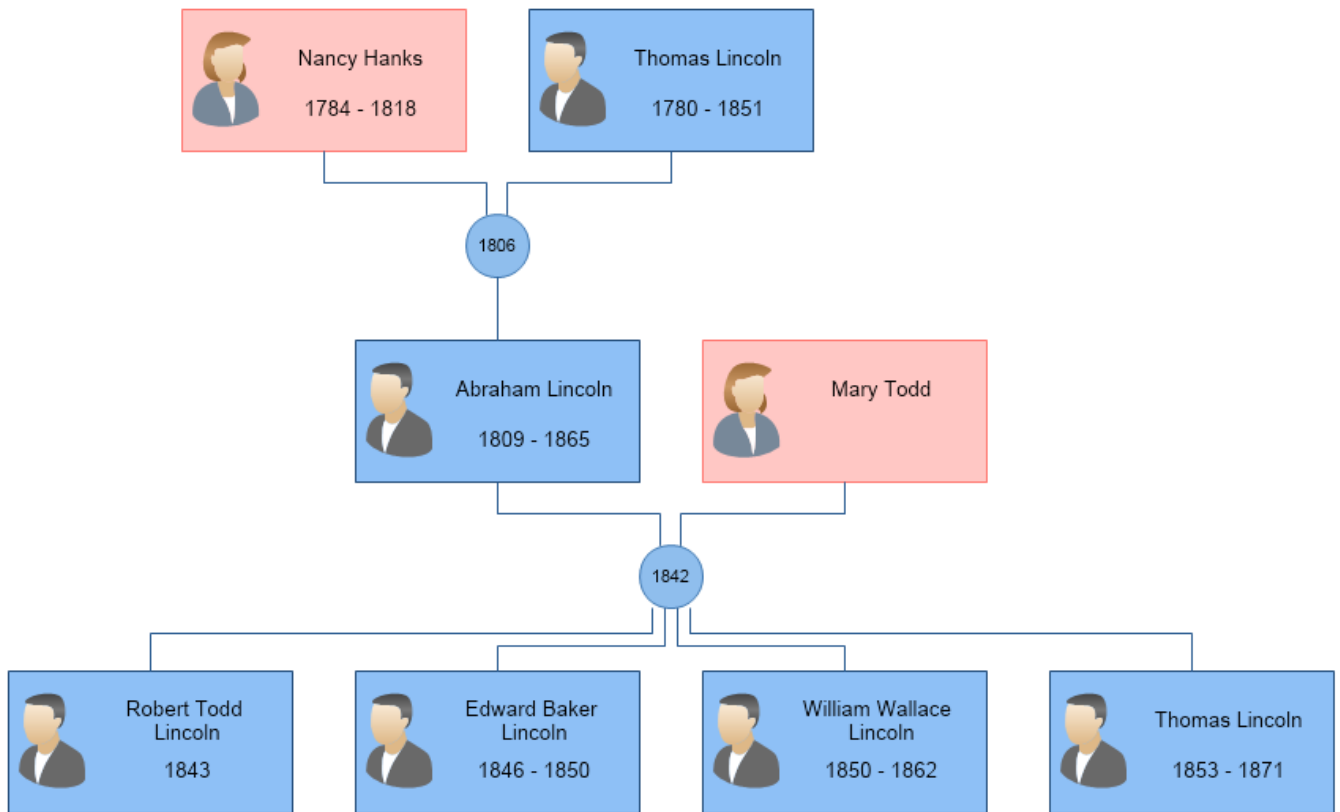 Nancy Hanks
1784 - 1818
Thomas Lincoln
1780 - 1851
1806
Abraham Lincoln
1809 - 1865
Mary Todd
1842
Robert Todd
Lincoln
1843
Edward Baker
Lincoln
1846 - 1850
William Wallace
Lincoln
1850 - 1862
Thomas Lincoln
1853 - 1871